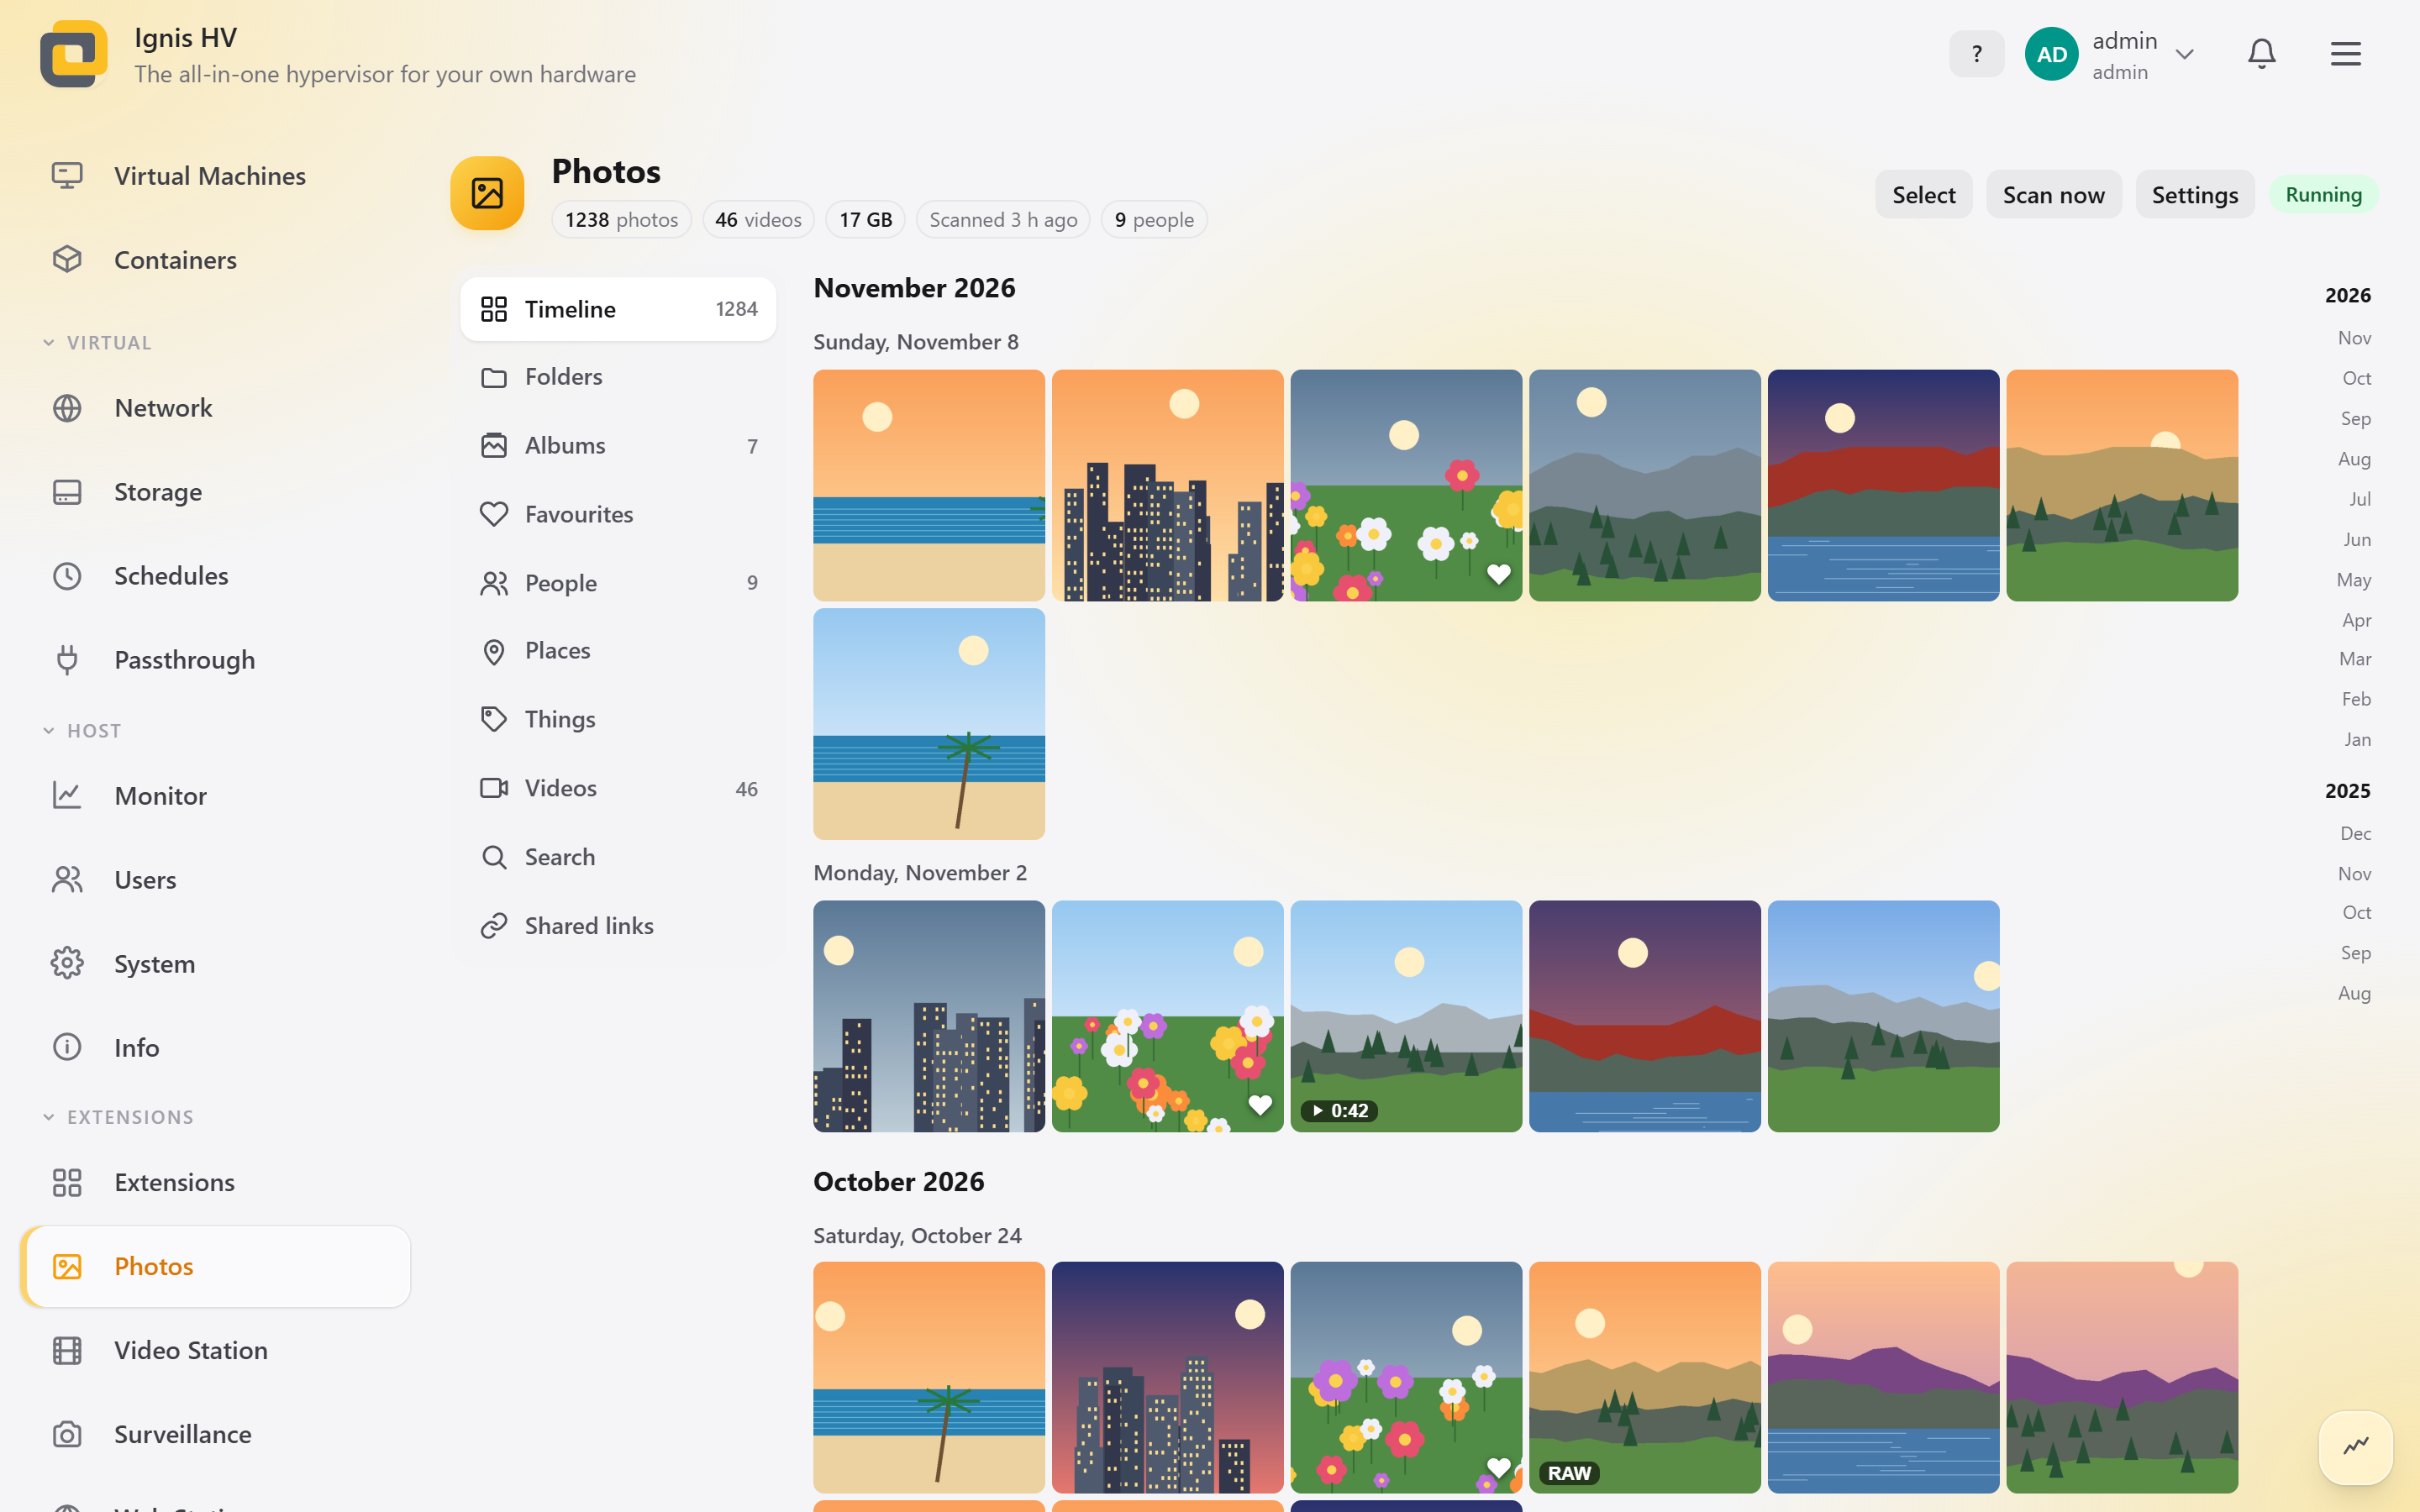 Ignis HV
The all-in-one hypervisor for your own hardware
?
AD
admin
admin
Virtual Machines
Containers
VIRTUAL
Network
Storage
Schedules
Passthrough
HOST
Monitor
Users
System
Info
EXTENSIONS
Extensions
Photos
Video Station
Surveillance
Photos
1238 photos
46 videos
17 GB
Scanned 3 h ago
9 people
Select
Scan now
Settings
Running
Timeline 1284
Folders
Albums 7
Favourites
People 9
Places
Things
Videos 46
Search
Shared links
November 2026
Sunday, November 8
Monday, November 2
0:42
October 2026
Saturday, October 24
RAW
2026
Nov
Oct
Sep
Aug
Jul
Jun
May
Apr
Mar
Feb
Jan
2025
Dec
Nov
Oct
Sep
Aug